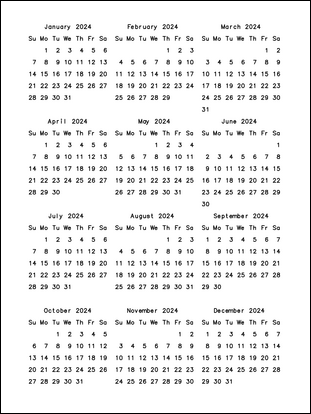 January 2024
Su Mo Tu We Th Fr Sa
1 2 3 4 5 6
7 8 9 10 11 12 13
14 15 16 17 18 19 20
21 22 23 24 25 26 27
28 29 30 31
February 2024
Su Mo Tu We Th Fr Sa
1 2 3
4 5 6 7 8 9 10
11 12 13 14 15 16 17
18 19 20 21 22 23 24
25 26 27 28 29
March 2024
Su Mo Tu We Th Fr Sa
1 2
3 4 5 6 7 8 9
10 11 12 13 14 15 16
17 18 19 20 21 22 23
24 25 26 27 28 29 30
31
April 2024
Su Mo Tu We Th Fr Sa
1 2 3 4 5 6
7 8 9 10 11 12 13
14 15 16 17 18 19 20
21 22 23 24 25 26 27
28 29 30
May 2024
Su Mo Tu We Th Fr Sa
1 2 3 4
5 6 7 8 9 10 11
12 13 14 15 16 17 18
19 20 21 22 23 24 25
26 27 28 29 30 31
June 2024
Su Mo Tu We Th Fr Sa
1
2 3 4 5 6 7 8
9 10 11 12 13 14 15
16 17 18 19 20 21 22
23 24 25 26 27 28 29
30
July 2024
Su Mo Tu We Th Fr Sa
1 2 3 4 5 6
7 8 9 10 11 12 13
14 15 16 17 18 19 20
21 22 23 24 25 26 27
28 29 30 31
August 2024
Su Mo Tu We Th Fr Sa
1 2 3
4 5 6 7 8 9 10
11 12 13 14 15 16 17
18 19 20 21 22 23 24
25 26 27 28 29 30 31
September 2024
Su Mo Tu We Th Fr Sa
1 2 3 4 5 6 7
8 9 10 11 12 13 14
15 16 17 18 19 20 21
22 23 24 25 26 27 28
29 30
October 2024
Su Mo Tu We Th Fr Sa
1 2 3 4 5
6 7 8 9 10 11 12
13 14 15 16 17 18 19
20 21 22 23 24 25 26
27 28 29 30 31
November 2024
Su Mo Tu We Th Fr Sa
1 2
3 4 5 6 7 8 9
10 11 12 13 14 15 16
17 18 19 20 21 22 23
24 25 26 27 28 29 30
December 2024
Su Mo Tu We Th Fr Sa
1 2 3 4 5 6 7
8 9 10 11 12 13 14
15 16 17 18 19 20 21
22 23 24 25 26 27 28
29 30 31